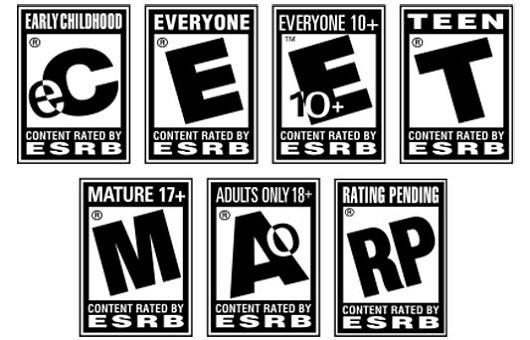 EARLY CHILDHOOD
®
eC
CONTENT RATED BY
ESRB
EVERYONE
®
E
CONTENT RATED BY
ESRB
EVERYONE 10+
™
E
10+
CONTENT RATED BY
ESRB
TEEN
®
T
CONTENT RATED BY
ESRB
MATURE 17+
®
M
CONTENT RATED BY
ESRB
ADULTS ONLY 18+
®
AO
CONTENT RATED BY
ESRB
RATING PENDING
®
RP
CONTENT RATED BY
ESRB